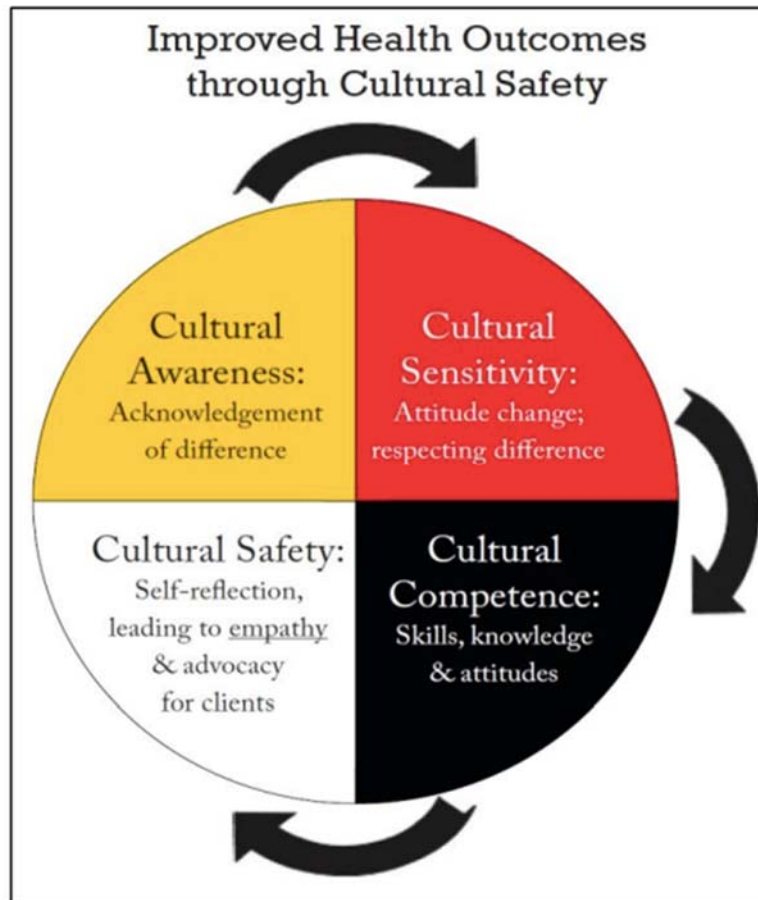 Improved Health Outcomes
through Cultural Safety
Cultural
Awareness:
Acknowledgement
of difference
Cultural
Sensitivity:
Attitude change;
respecting difference
Cultural Safety:
Self-reflection,
leading to empathy
& advocacy
for clients
Cultural
Competence:
Skills, knowledge
& attitudes